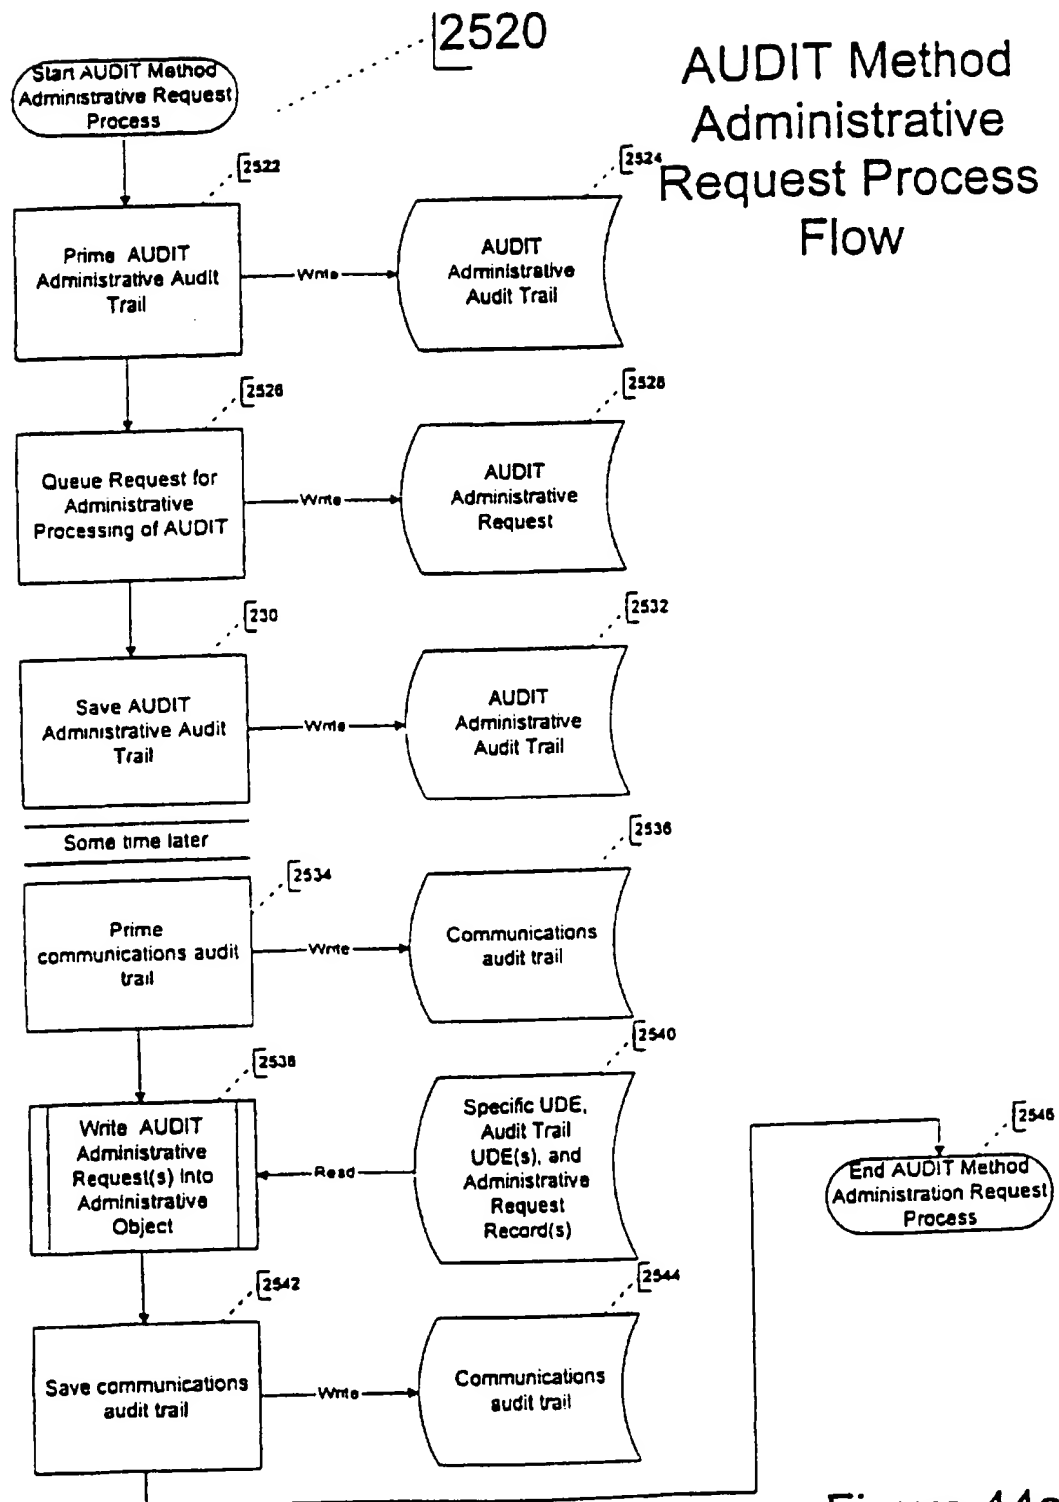 2520
AUDIT Method
Administrative
Request Process
Flow
Start AUDIT Method
Administrative Request
Process
2522
Prime AUDIT
Administrative Audit
Trail
Write
2524
AUDIT
Administrative
Audit Trail
2526
Queue Request for
Administrative
Processing of AUDIT
Write
2528
AUDIT
Administrative
Request
230
Save AUDIT
Administrative Audit
Trail
Write
2532
AUDIT
Administrative
Audit Trail
Some time later
2534
Prime
communications audit
trail
Write
2536
Communications
audit trail
2538
Write AUDIT
Administrative
Request(s) Into
Administrative
Object
Read
2540
Specific UDE,
Audit Trail
UDE(s), and
Administrative
Request
Record(s)
2542
Save communications
audit trail
Write
2544
Communications
audit trail
2546
End AUDIT Method
Administration Request
Process